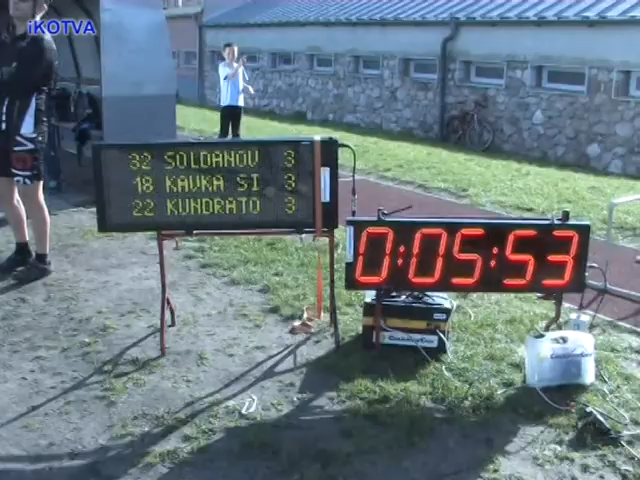 iKOTVA
32 SOLDANOV 3
18 KAVKA SI 3
22 KUNDRATO 3
0:05:53